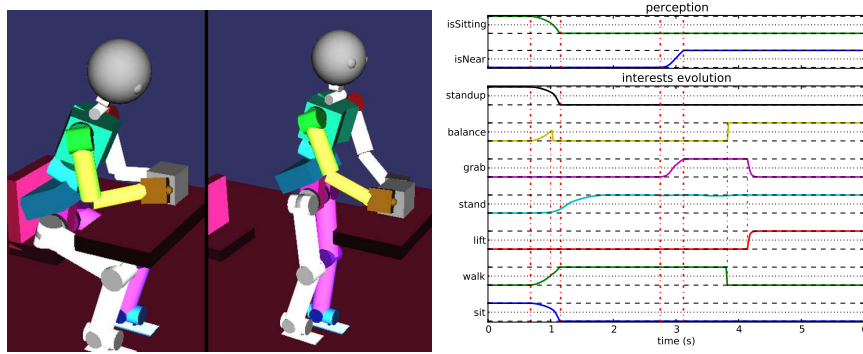 perception
isSitting
isNear
interests evolution
standup
balance
grab
stand
lift
walk
sit
0 1 2 3 4 5 6
time (s)